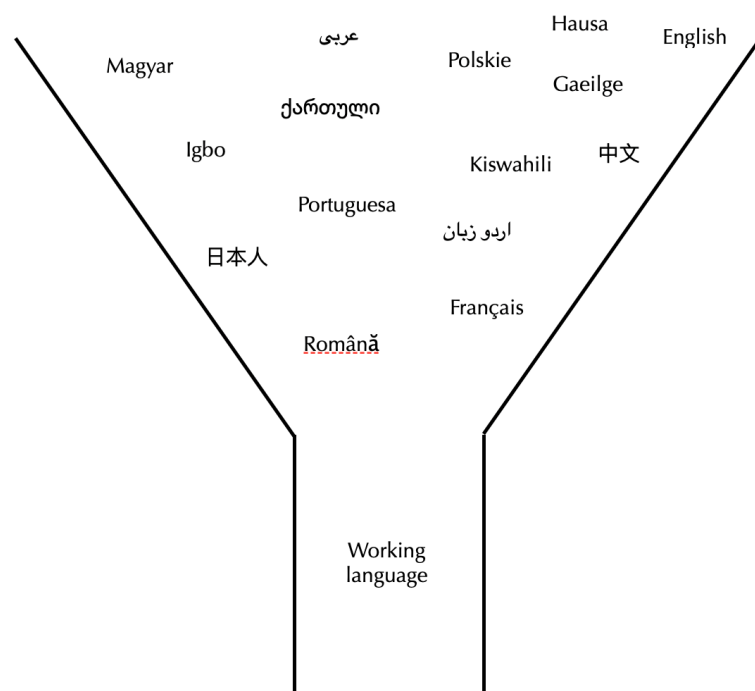 Hausa
عربی
English
Polskie
Magyar
Gaeilge
ქართული
Igbo
中文
Kiswahili
Portuguesa
اردو زبان
日本人
Français
Română
Working
language